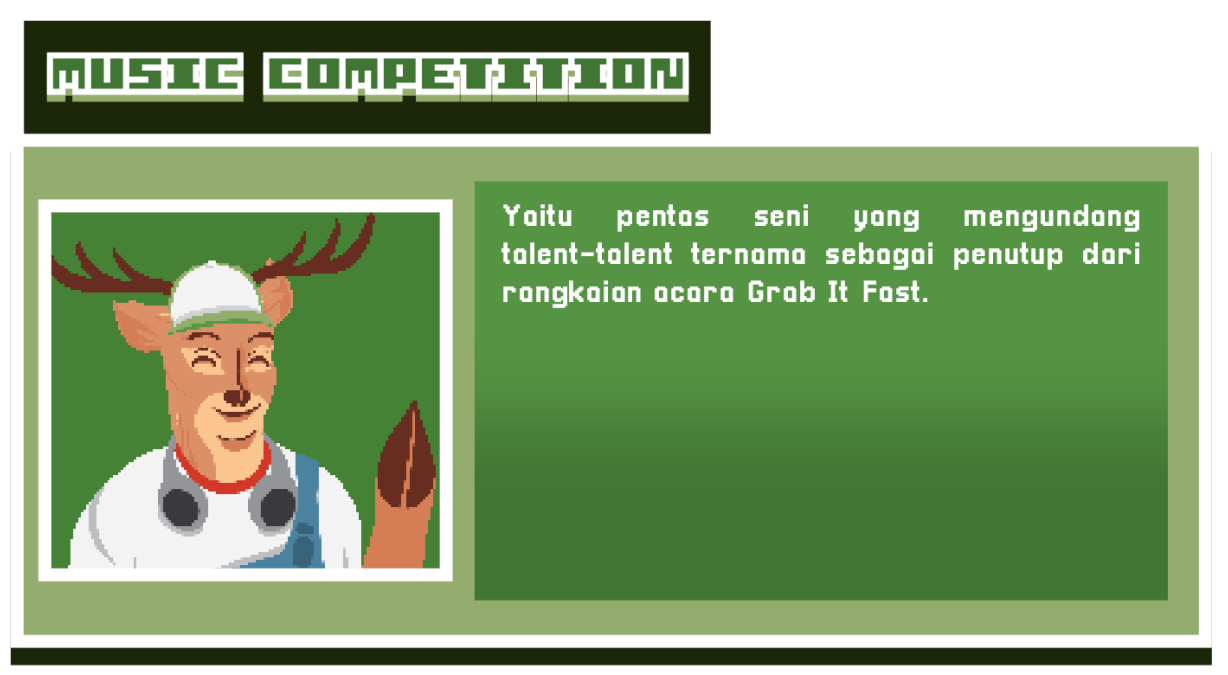 MUSIC COMPETITION
Yaitu pentas seni yang mengundang
talent-talent ternama sebagai penutup dari
rangkaian acara Grab It Fast.